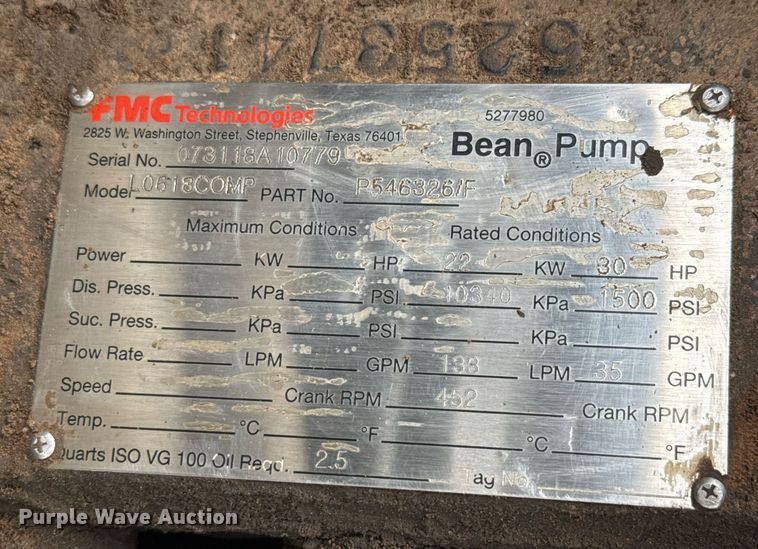 FMC Technologies
5277980
2825 W. Washington Street, Stephenville, Texas 76401
Bean® Pump
Serial No. 073118A10779
Model L0618COMP PART No. P546326/F
Maximum Conditions Rated Conditions
Power KW HP 22 KW 30 HP
Dis. Press. KPa PSI 10340 KPa 1500 PSI
Suc. Press. KPa PSI KPa PSI
Flow Rate LPM GPM 138 LPM 35 GPM
Speed Crank RPM 452 Crank RPM
Temp. °C °F °C °F
Quarts ISO VG 100 Oil Reqd. 2.5 Tag No.
Purple Wave Auction